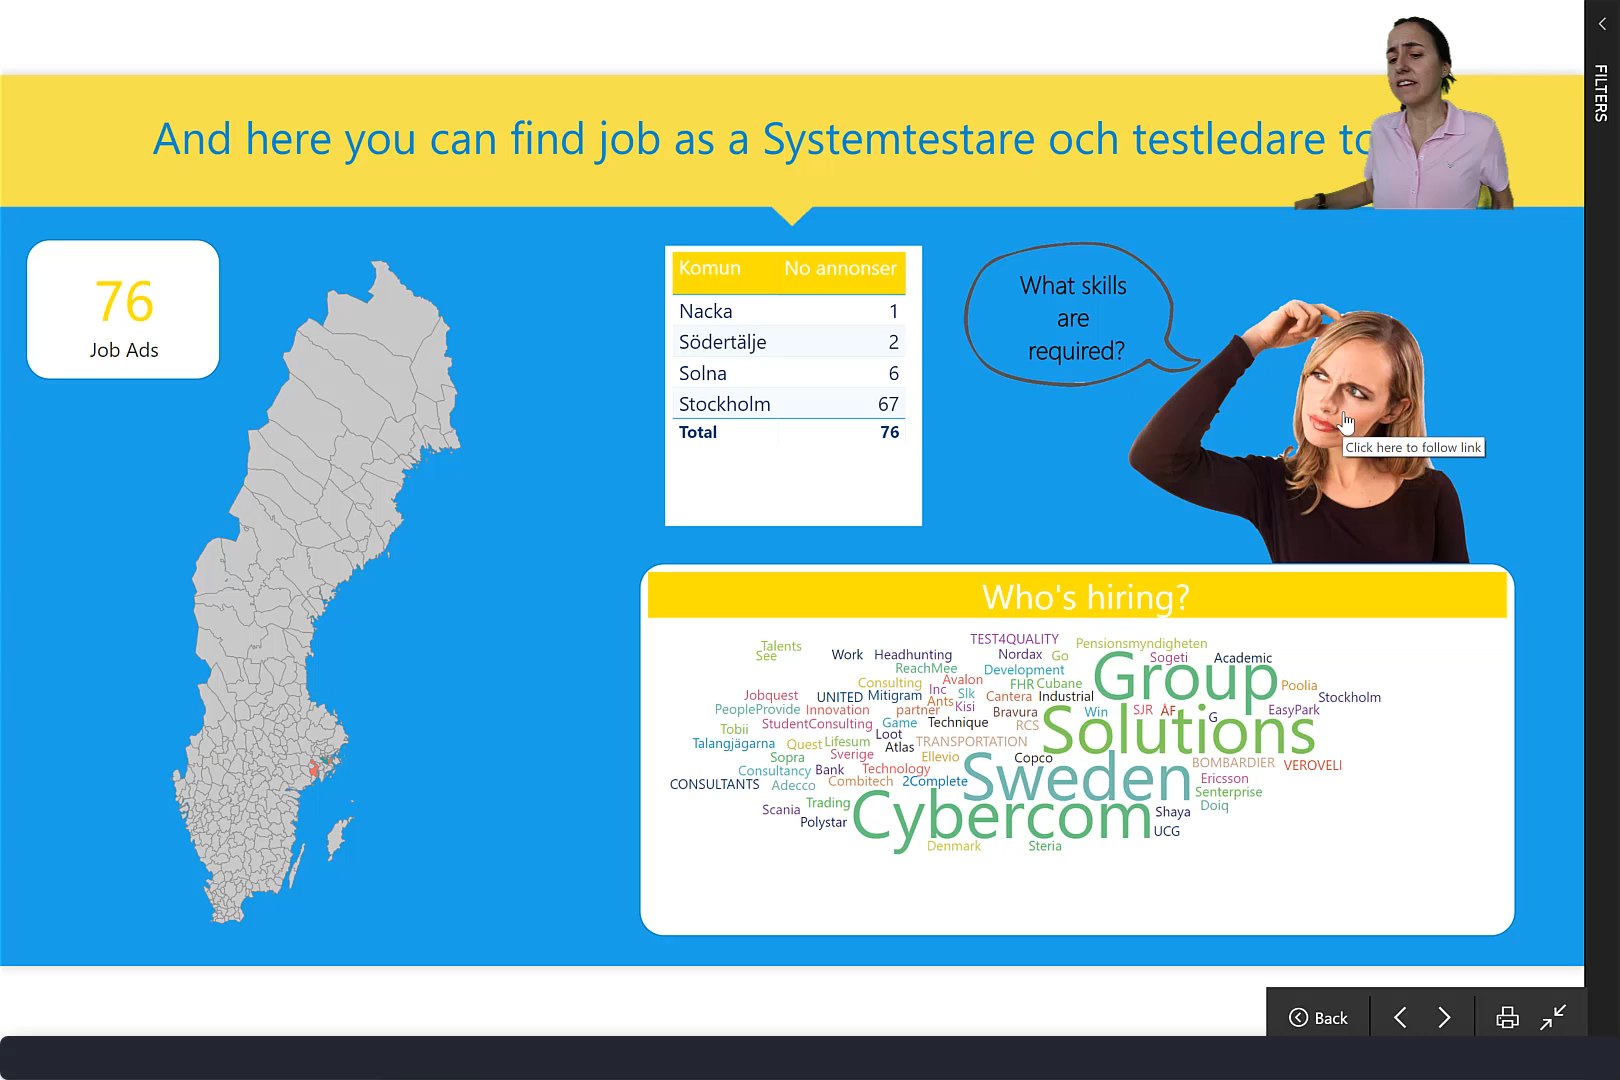 FILTERS
And here you can find job as a Systemtestare och testledare
76
Job Ads
Komun No annonser
Nacka 1
Södertälje 2
Solna 6
Stockholm 67
Total 76
What skills
are
required?
Click here to follow link
Who's hiring?
TEST4QUALITY Pensionsmyndigheten
Talents
See Work Headhunting Nordax Go Sogeti Academic
ReachMee Development
Group
Consulting Avalon FHR Cubane Poolia
Jobquest UNITED Mitigram Inc Slk Cantera Industrial Stockholm
Ants
PeopleProvide Innovation partner Kisi Bravura Win SJR ÅF G EasyPark
StudentConsulting Game Technique RCS
Tobii Loot
Solutions
Talangjägarna Quest Lifesum Atlas TRANSPORTATION
Sopra Sverige Ellevio Copco BOMBARDIER VEROVELI
Consultancy Bank Technology Ericsson
Sweden
CONSULTANTS Adecco Combitech 2Complete Senterprise
Scania Trading Shaya Doiq
Cybercom
Polystar UCG
Denmark Steria
Back